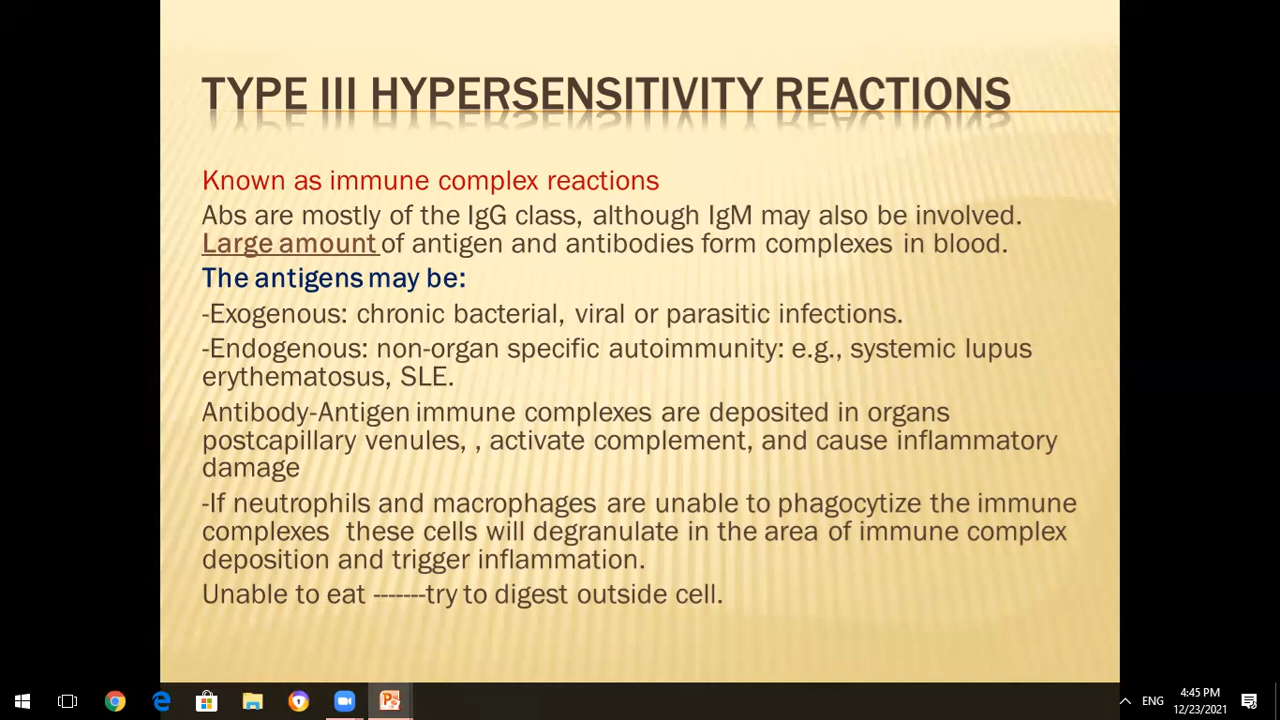 TYPE III HYPERSENSITIVITY REACTIONS
Known as immune complex reactions
Abs are mostly of the IgG class, although IgM may also be involved.
Large amount of antigen and antibodies form complexes in blood.
The antigens may be:
-Exogenous: chronic bacterial, viral or parasitic infections.
-Endogenous: non-organ specific autoimmunity: e.g., systemic lupus
erythematosus, SLE.
Antibody-Antigen immune complexes are deposited in organs
postcapillary venules, , activate complement, and cause inflammatory
damage
-If neutrophils and macrophages are unable to phagocytize the immune
complexes  these cells will degranulate in the area of immune complex
deposition and trigger inflammation.
Unable to eat -------try to digest outside cell.
ENG
4:45 PM
12/23/2021